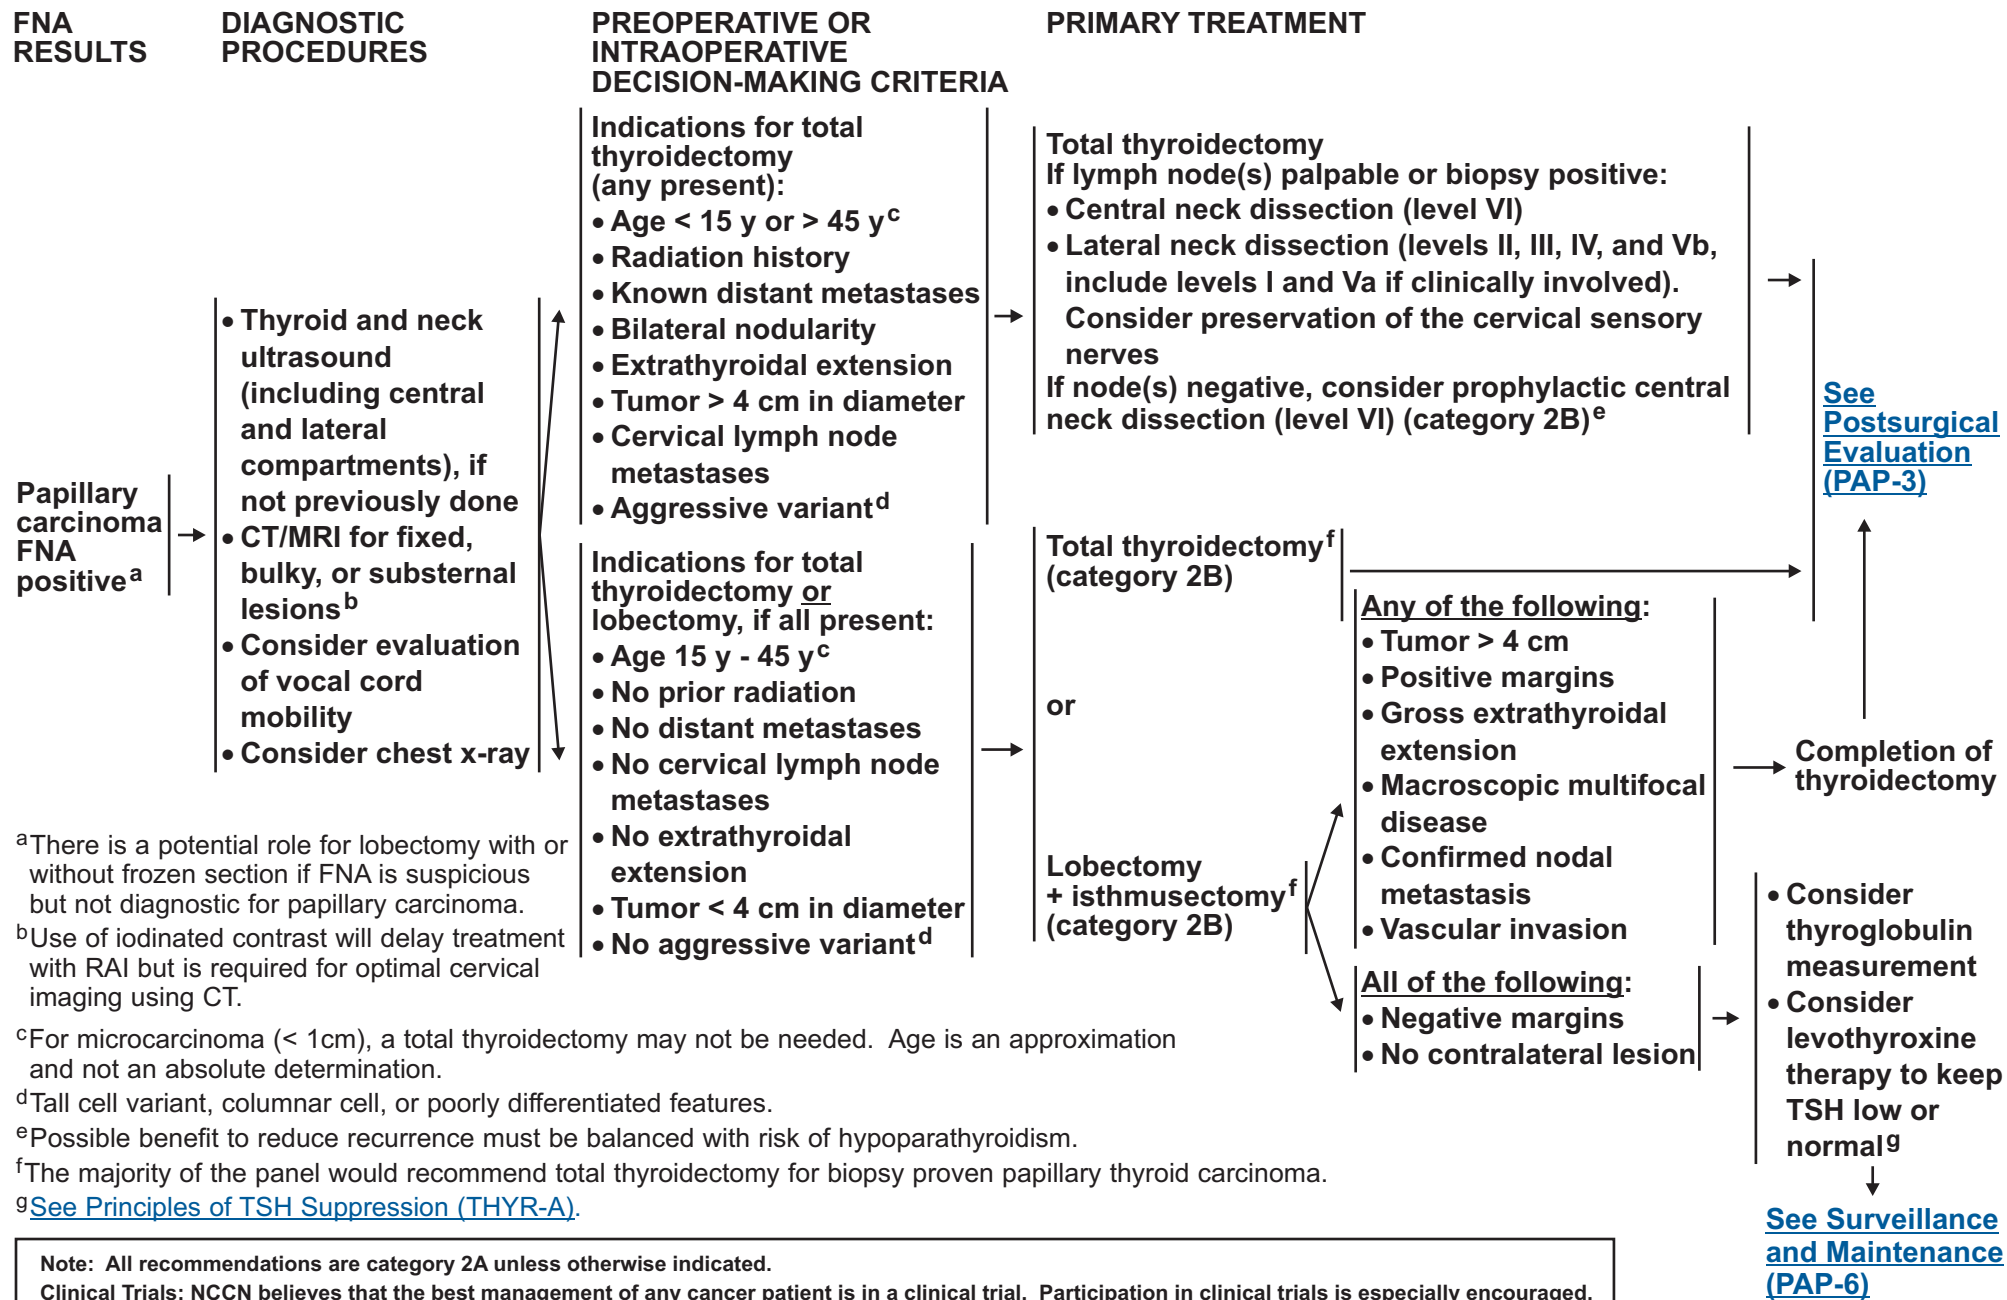 FNA
RESULTS
DIAGNOSTIC
PROCEDURES
PREOPERATIVE OR
INTRAOPERATIVE
DECISION-MAKING CRITERIA
PRIMARY TREATMENT
Papillary
carcinoma
FNA
positive a
• Thyroid and neck
ultrasound
(including central
and lateral
compartments), if
not previously done
• CT/MRI for fixed,
bulky, or substernal
lesions b
• Consider evaluation
of vocal cord
mobility
• Consider chest x-ray
Indications for total
thyroidectomy
(any present):
• Age < 15 y or > 45 y c
• Radiation history
• Known distant metastases
• Bilateral nodularity
• Extrathyroidal extension
• Tumor > 4 cm in diameter
• Cervical lymph node
metastases
• Aggressive variant d
Indications for total
thyroidectomy or
lobectomy, if all present:
• Age 15 y - 45 y c
• No prior radiation
• No distant metastases
• No cervical lymph node
metastases
• No extrathyroidal
extension
• Tumor < 4 cm in diameter
• No aggressive variant d
Total thyroidectomy
If lymph node(s) palpable or biopsy positive:
• Central neck dissection (level VI)
• Lateral neck dissection (levels II, III, IV, and Vb,
include levels I and Va if clinically involved).
Consider preservation of the cervical sensory
nerves
If node(s) negative, consider prophylactic central
neck dissection (level VI) (category 2B) e
Total thyroidectomy f
(category 2B)
or
Lobectomy
+ isthmusectomy f
(category 2B)
Any of the following:
• Tumor > 4 cm
• Positive margins
• Gross extrathyroidal
extension
• Macroscopic multifocal
disease
• Confirmed nodal
metastasis
• Vascular invasion
All of the following:
• Negative margins
• No contralateral lesion
See
Postsurgical
Evaluation
(PAP-3)
Completion of
thyroidectomy
• Consider
thyroglobulin
measurement
• Consider
levothyroxine
therapy to keep
TSH low or
normal g
See Surveillance
and Maintenance
(PAP-6)
a There is a potential role for lobectomy with or
without frozen section if FNA is suspicious
but not diagnostic for papillary carcinoma.
b Use of iodinated contrast will delay treatment
with RAI but is required for optimal cervical
imaging using CT.
c For microcarcinoma (< 1cm), a total thyroidectomy may not be needed. Age is an approximation
and not an absolute determination.
d Tall cell variant, columnar cell, or poorly differentiated features.
e Possible benefit to reduce recurrence must be balanced with risk of hypoparathyroidism.
f The majority of the panel would recommend total thyroidectomy for biopsy proven papillary thyroid carcinoma.
g See Principles of TSH Suppression (THYR-A).
Note: All recommendations are category 2A unless otherwise indicated.
Clinical Trials: NCCN believes that the best management of any cancer patient is in a clinical trial. Participation in clinical trials is especially encouraged.